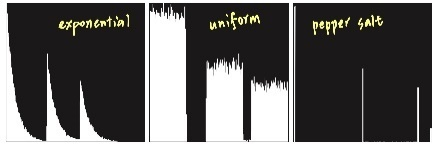 exponential
uniform
pepper salt